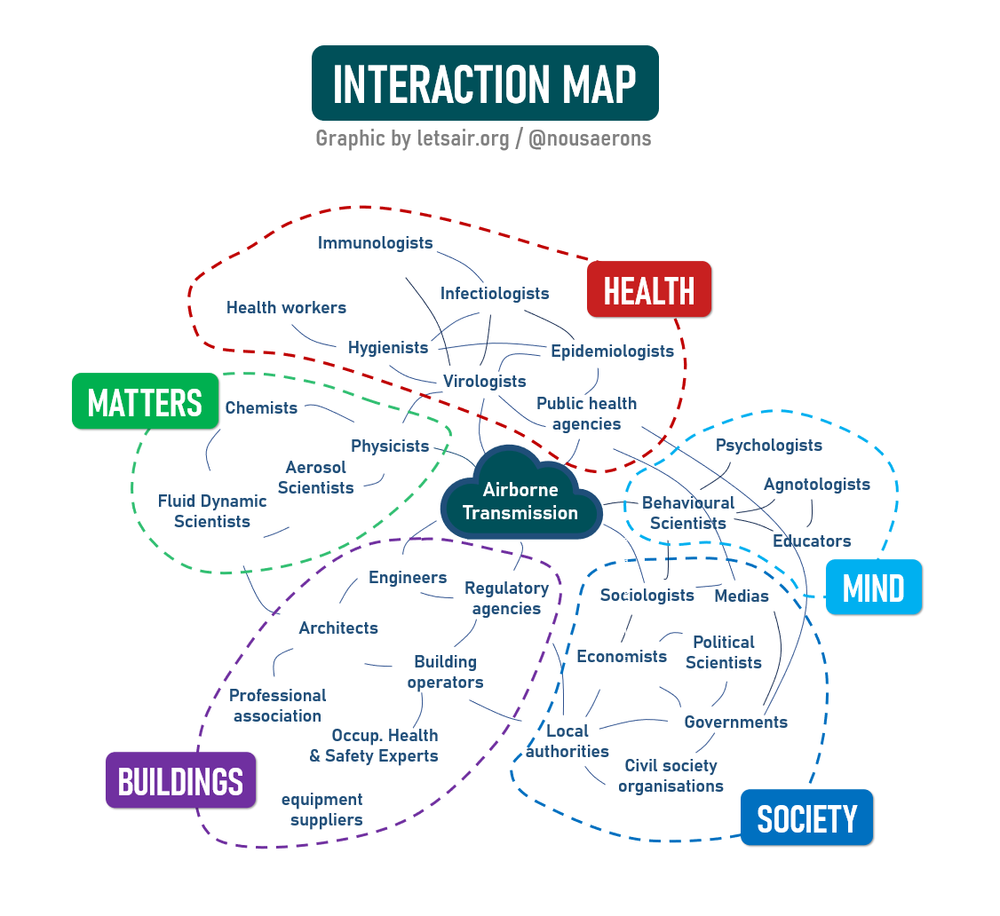 INTERACTION MAP
Graphic by letsair.org / @nousaerons
Immunologists
Infectiologists
HEALTH
Health workers
Hygienists
Epidemiologists
Virologists
Public health
agencies
MATTERS
Chemists
Physicists
Aerosol
Scientists
Fluid Dynamic
Scientists
Airborne
Transmission
Psychologists
Agnotologists
Behavioural
Scientists
Educators
MIND
Engineers
Regulatory
agencies
Architects
Building
operators
Professional
association
Occup. Health
& Safety Experts
equipment
suppliers
BUILDINGS
Sociologists
Medias
Economists
Political
Scientists
Governments
Local
authorities
Civil society
organisations
SOCIETY